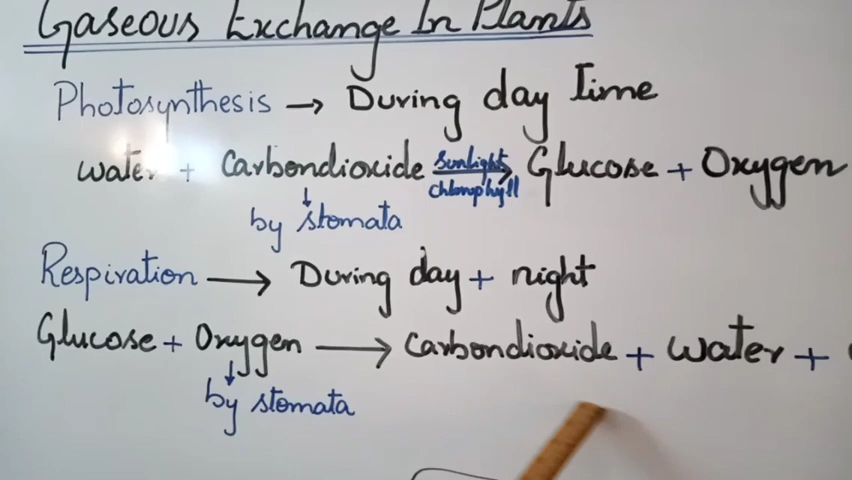 Gaseous Exchange In Plants
Photosynthesis → During day Time
water + Carbondioxide sunlight chlorophyll → Glucose + Oxygen
↓
by stomata
Respiration → During day + night
Glucose + Oxygen → Carbondioxide + Water +
↓
by stomata